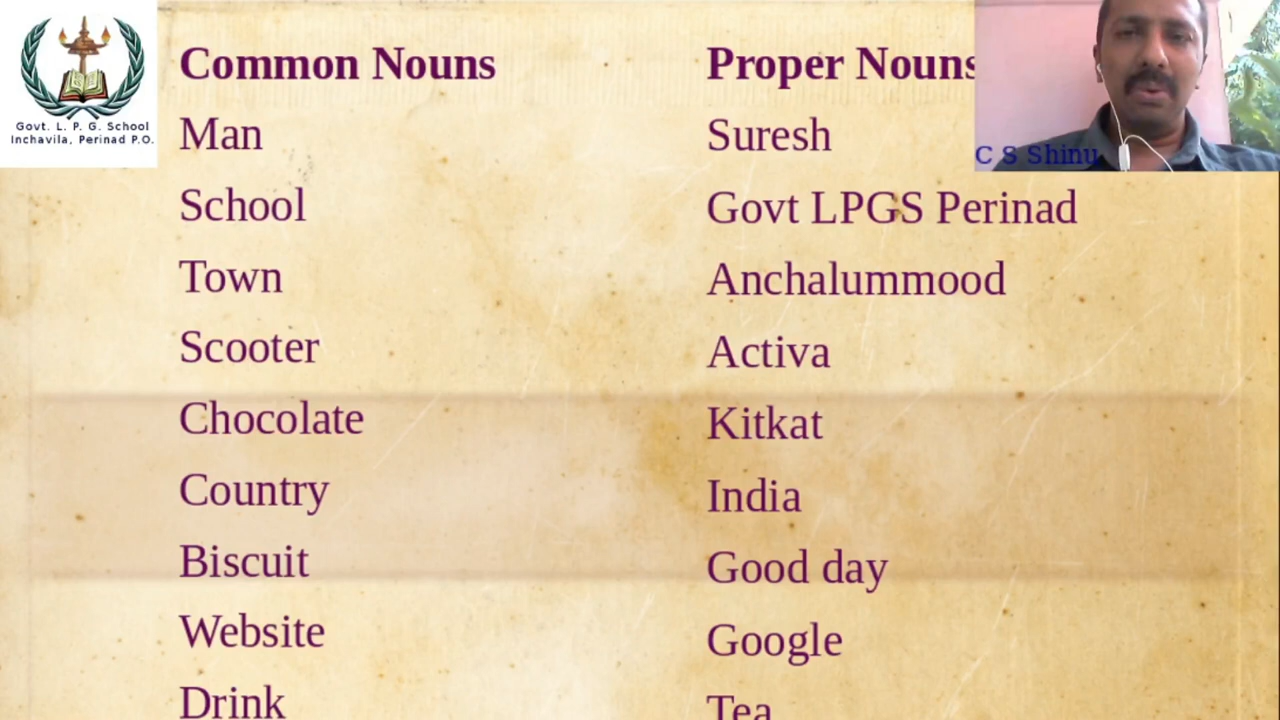 Govt. L. P. G. School
Inchavila, Perinad P.O.
Common Nouns
Proper Nouns
Man
Suresh
School
Govt LPGS Perinad
Town
Anchalummood
Scooter
Activa
Chocolate
Kitkat
Country
India
Biscuit
Good day
Website
Google
Drink
Tea
C S Shinu